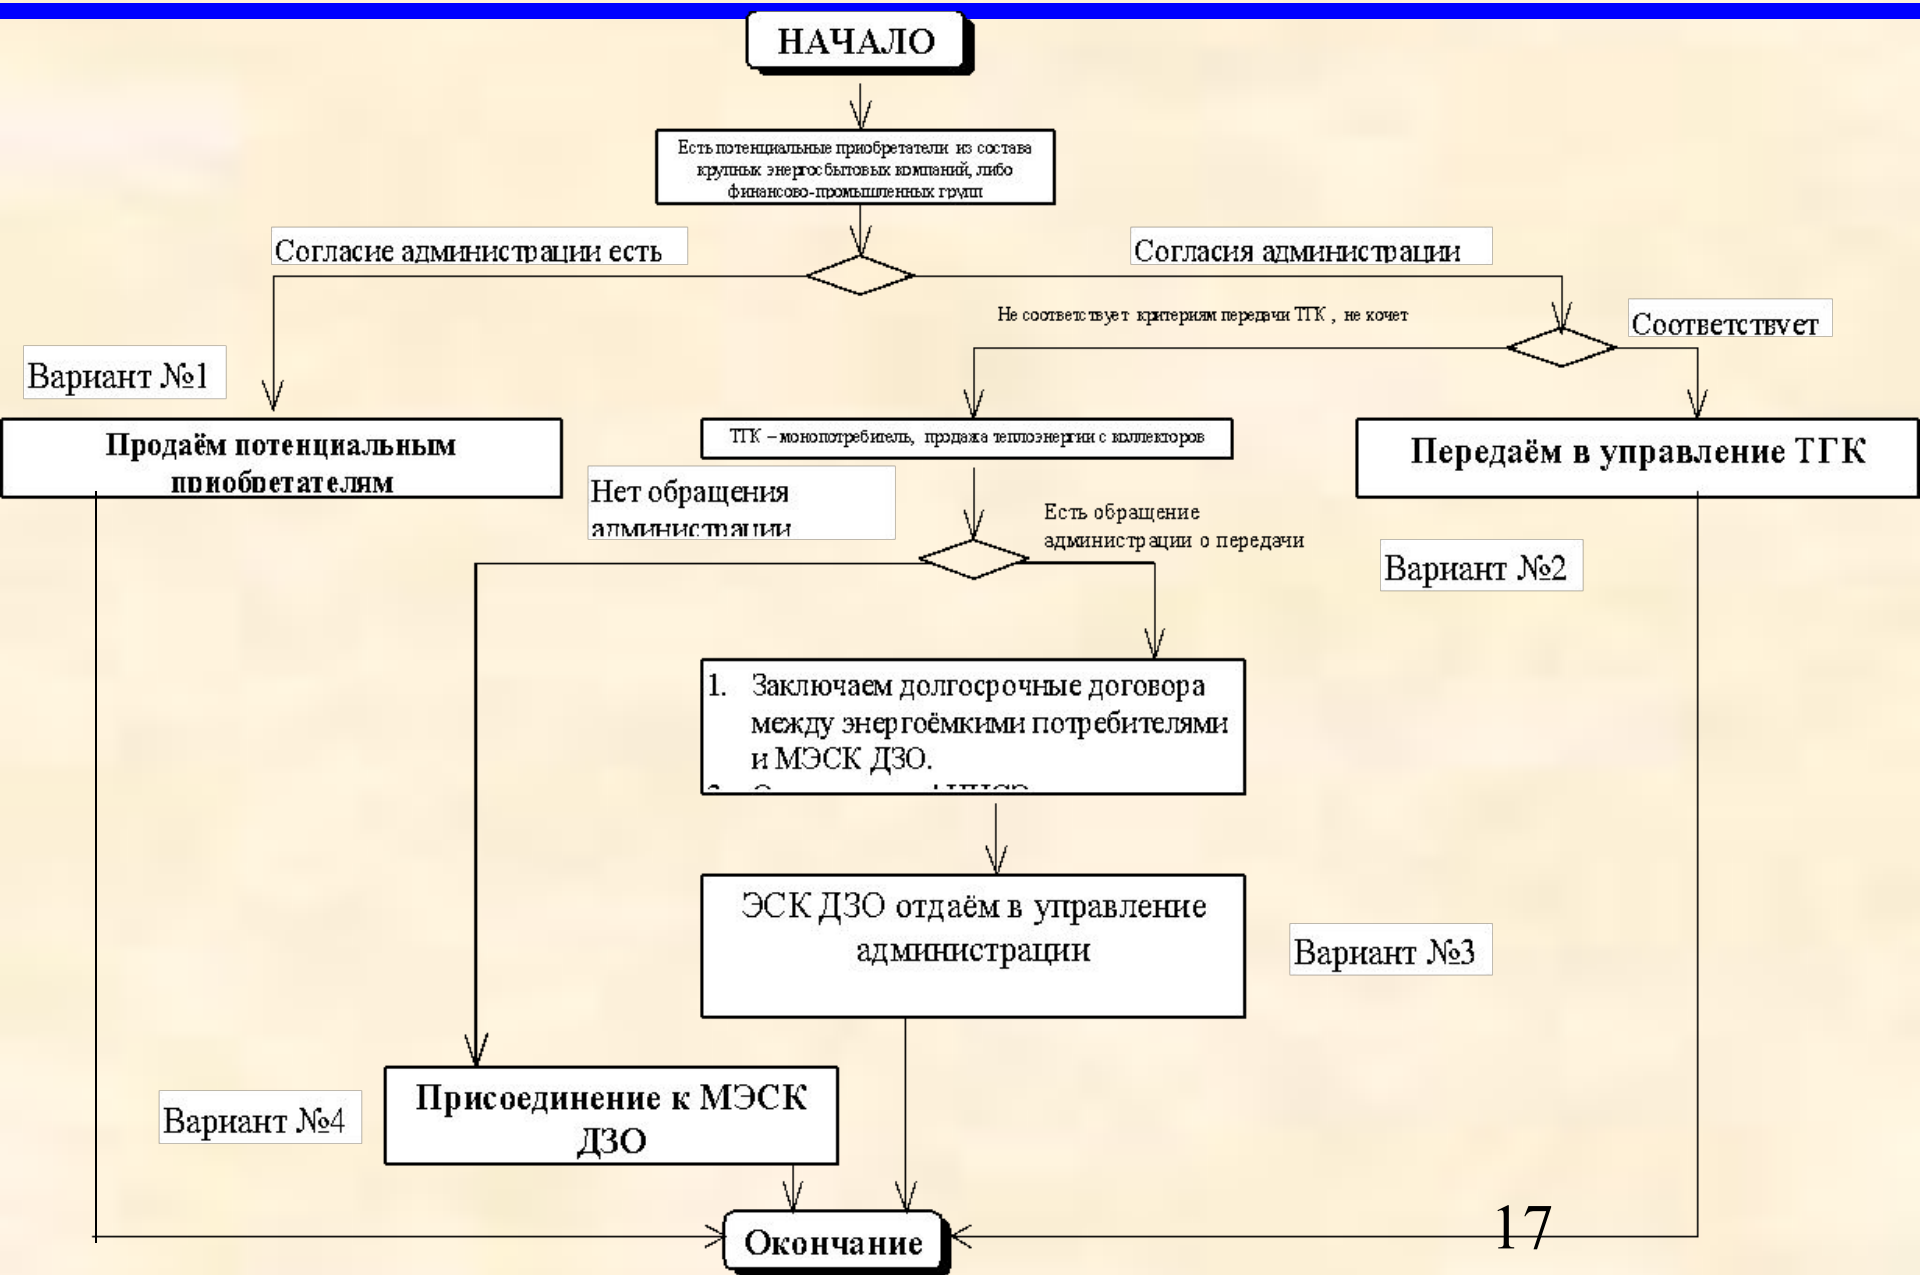 НАЧАЛО
Есть потенциальные приобретатели из состава
крупных энергосбытовых компаний, либо
финансово-промышленных групп
Согласие администрации есть
Согласия администрации
Не соответствует критериям передачи ТГК , не хочет
Соответствует
Вариант №1
Продаём потенциальным
приобретателям
ТГК – монопотребитель, продажа теплоэнергии с коллекторов
Передаём в управление ТГК
Нет обращения
администрации
Есть обращение
администрации о передачи
Вариант №2
1. Заключаем долгосрочные договора
между энергоёмкими потребителями
и МЭСК ДЗО.
ЭСК ДЗО отдаём в управление
администрации
Вариант №3
Присоединение к МЭСК
ДЗО
Вариант №4
Окончание
17